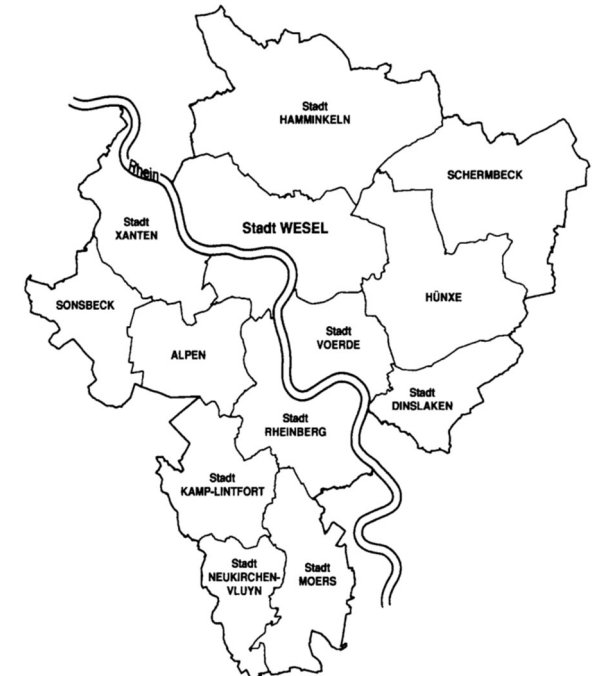 Stadt
HAMMINKELN
SCHERMBECK
Rhein
Stadt
XANTEN
Stadt WESEL
SONSBECK
HÜNXE
Stadt
VOERDE
ALPEN
Stadt
DINSLAKEN
Stadt
RHEINBERG
Stadt
KAMP-LINTFORT
Stadt
NEUKIRCHEN-
VLUYN
Stadt
MOERS